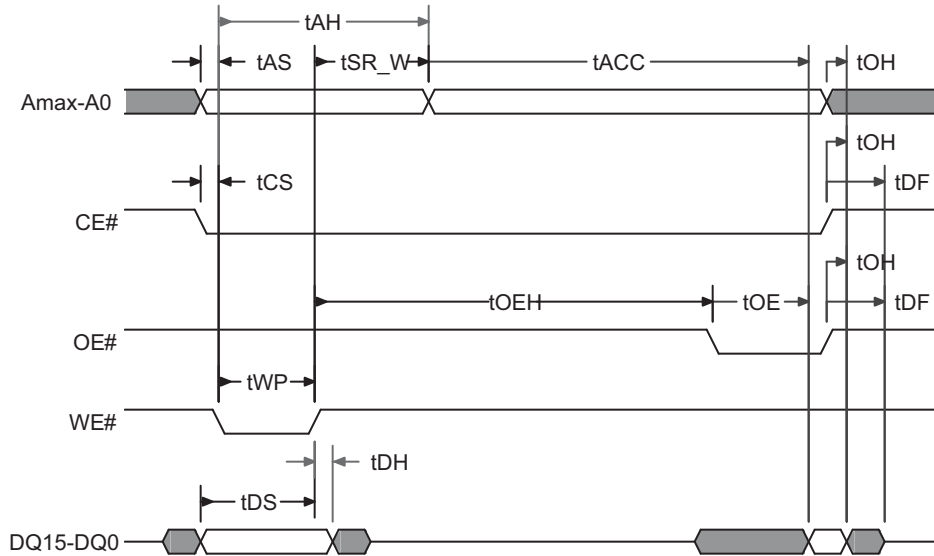 tAH
tAS
tSR_W
tACC
tOH
Amax-A0
tOH
tCS
tDF
CE#
tOH
tOEH
tOE
tDF
OE#
tWP
WE#
tDH
tDS
DQ15-DQ0